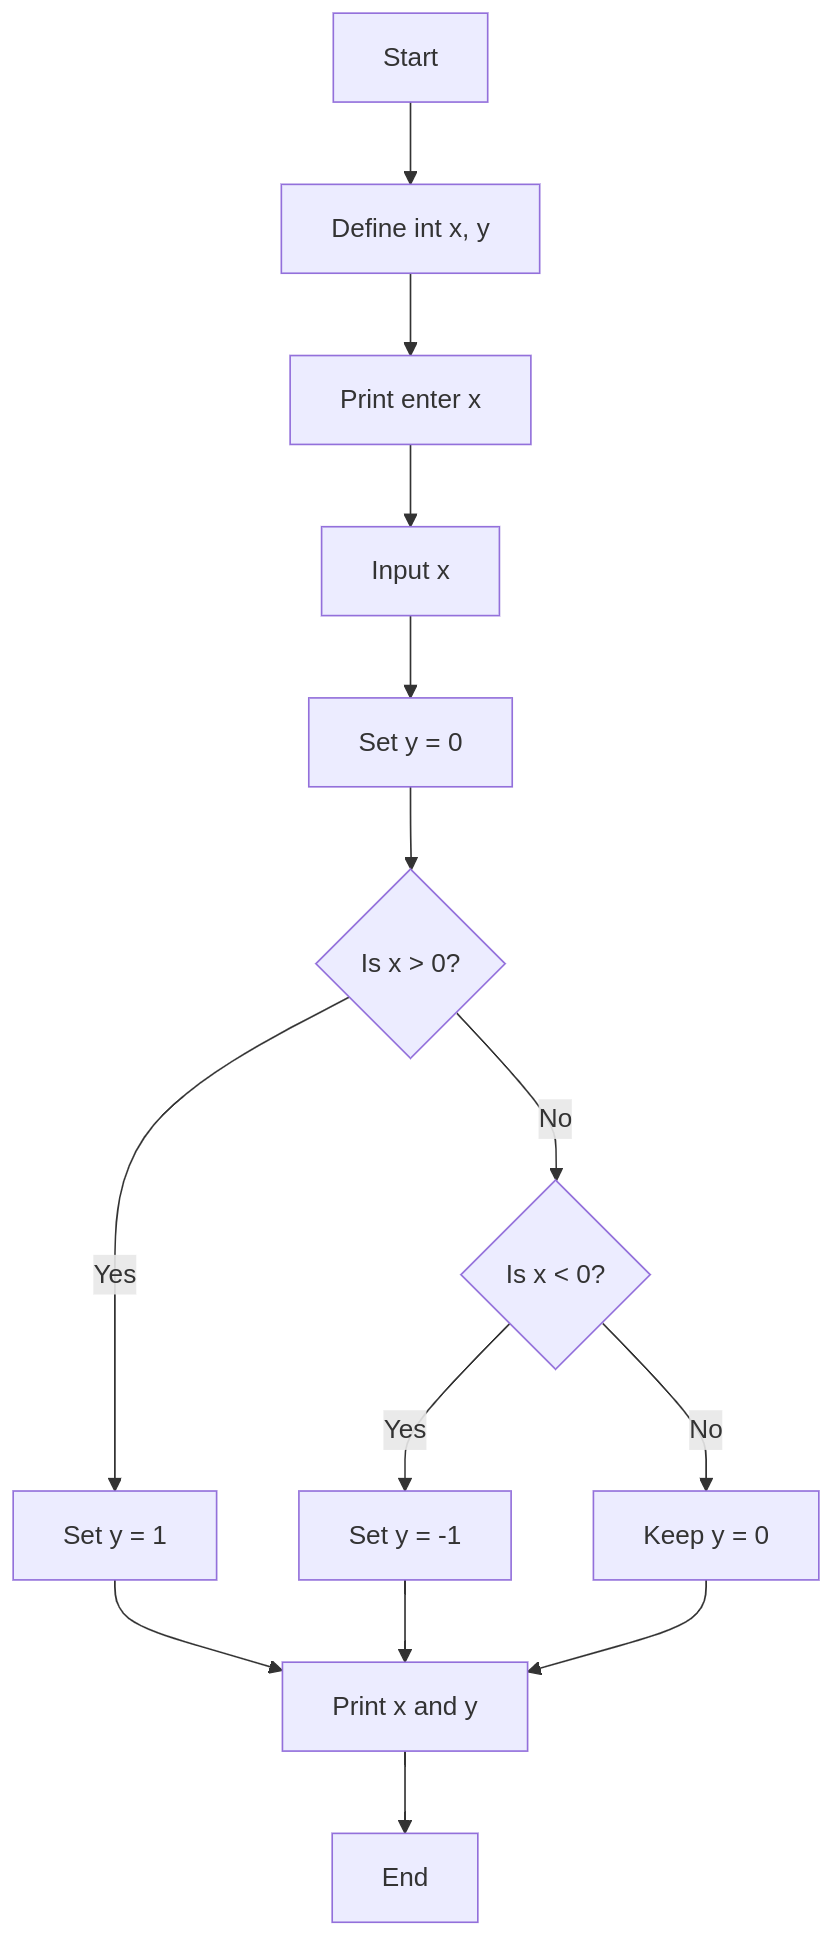 Start
Define int x, y
Print enter x
Input x
Set y = 0
Is x > 0?
No
Yes
Is x < 0?
Yes
No
Set y = 1
Set y = -1
Keep y = 0
Print x and y
End